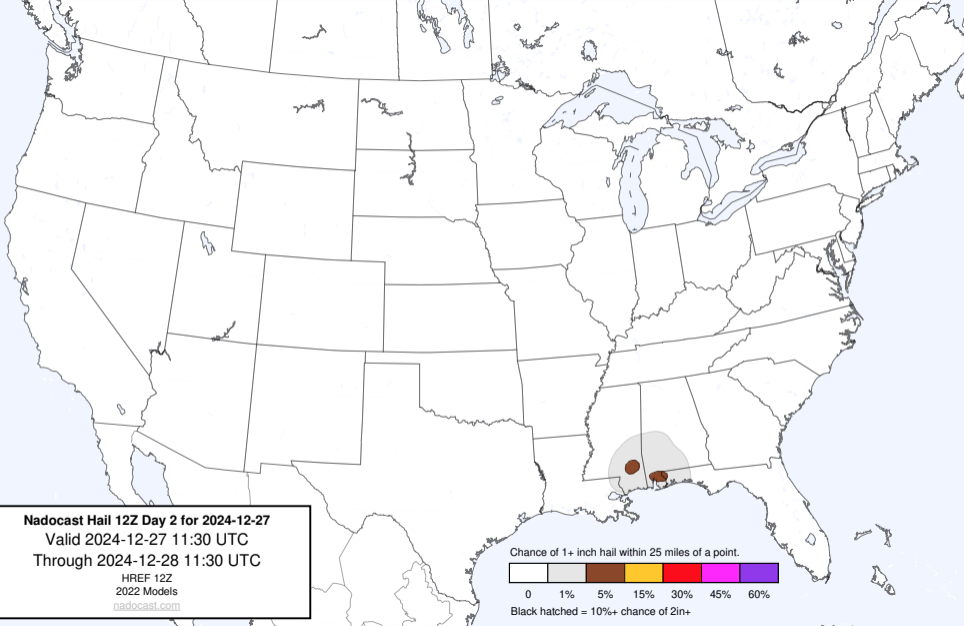 Nadocast Hail 12Z Day 2 for 2024-12-27
Valid 2024-12-27 11:30 UTC
Through 2024-12-28 11:30 UTC
HREF 12Z
2022 Models
nadocast.com
Chance of 1+ inch hail within 25 miles of a point.
0 1% 5% 15% 30% 45% 60%
Black hatched = 10%+ chance of 2in+